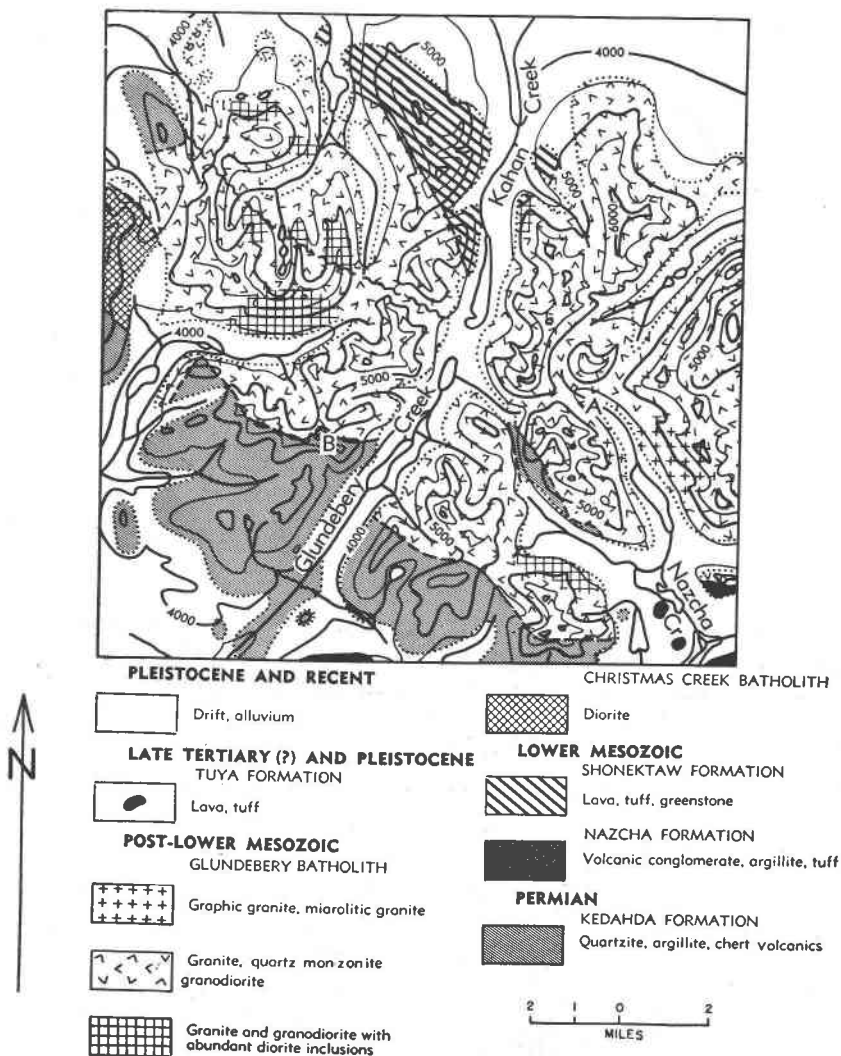 4000
5000
4000
Kahan
Creek
5000
6000
4000
5000
5000
A
B
Creek
Glundebery
5000
5000
4000
4000
Nazcha
Cr
N
PLEISTOCENE AND RECENT
Drift, alluvium
LATE TERTIARY (?) AND PLEISTOCENE
TUYA FORMATION
Lava, tuff
POST-LOWER MESOZOIC
GLUNDEBERY BATHOLITH
Graphic granite, miarolitic granite
Granite, quartz monzonite
granodiorite
Granite and granodiorite with
abundant diorite inclusions
CHRISTMAS CREEK BATHOLITH
Diorite
LOWER MESOZOIC
SHONEKTAW FORMATION
Lava, tuff, greenstone
NAZCHA FORMATION
Volcanic conglomerate, argillite, tuff
PERMIAN
KEDAHDA FORMATION
Quartzite, argillite, chert volcanics
2 1 0 2
MILES